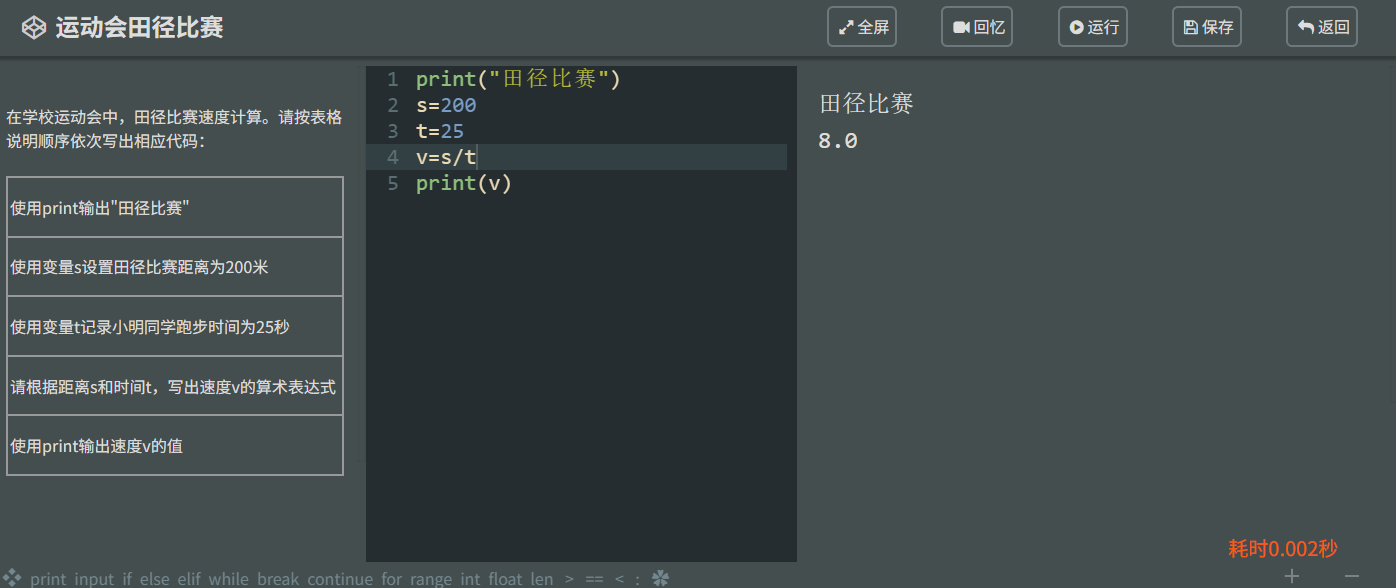 运动会田径比赛
全屏
回忆
运行
保存
返回
在学校运动会中，田径比赛速度计算。请按表格
说明顺序依次写出相应代码：
使用print输出"田径比赛"
使用变量s设置田径比赛距离为200米
使用变量t记录小明同学跑步时间为25秒
请根据距离s和时间t，写出速度v的算术表达式
使用print输出速度v的值
1 print("田径比赛")
2 s=200
3 t=25
4 v=s/t
5 print(v)
田径比赛
8.0
耗时0.002秒
print input if else elif while break continue for range int float len > == < :